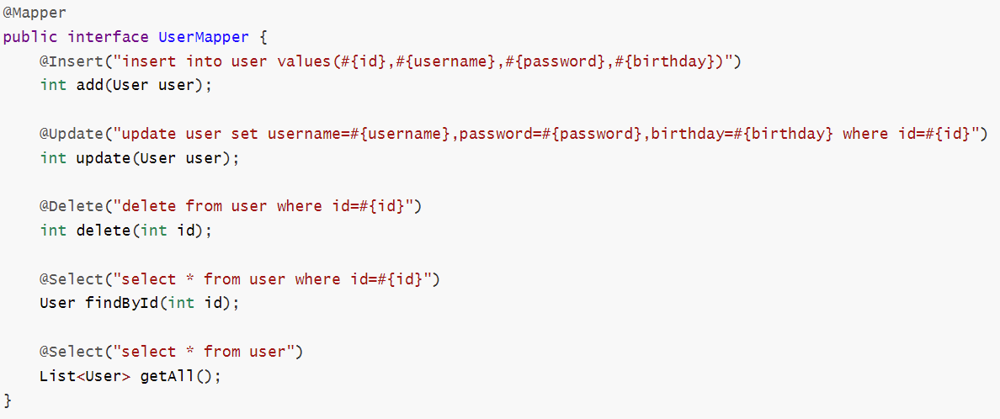 @Mapper
public interface UserMapper {
    @Insert("insert into user values(#{id},#{username},#{password},#{birthday})")
    int add(User user);

    @Update("update user set username=#{username},password=#{password},birthday=#{birthday} where id=#{id}")
    int update(User user);

    @Delete("delete from user where id=#{id}")
    int delete(int id);

    @Select("select * from user where id=#{id}")
    User findById(int id);

    @Select("select * from user")
    List<User> getAll();
}